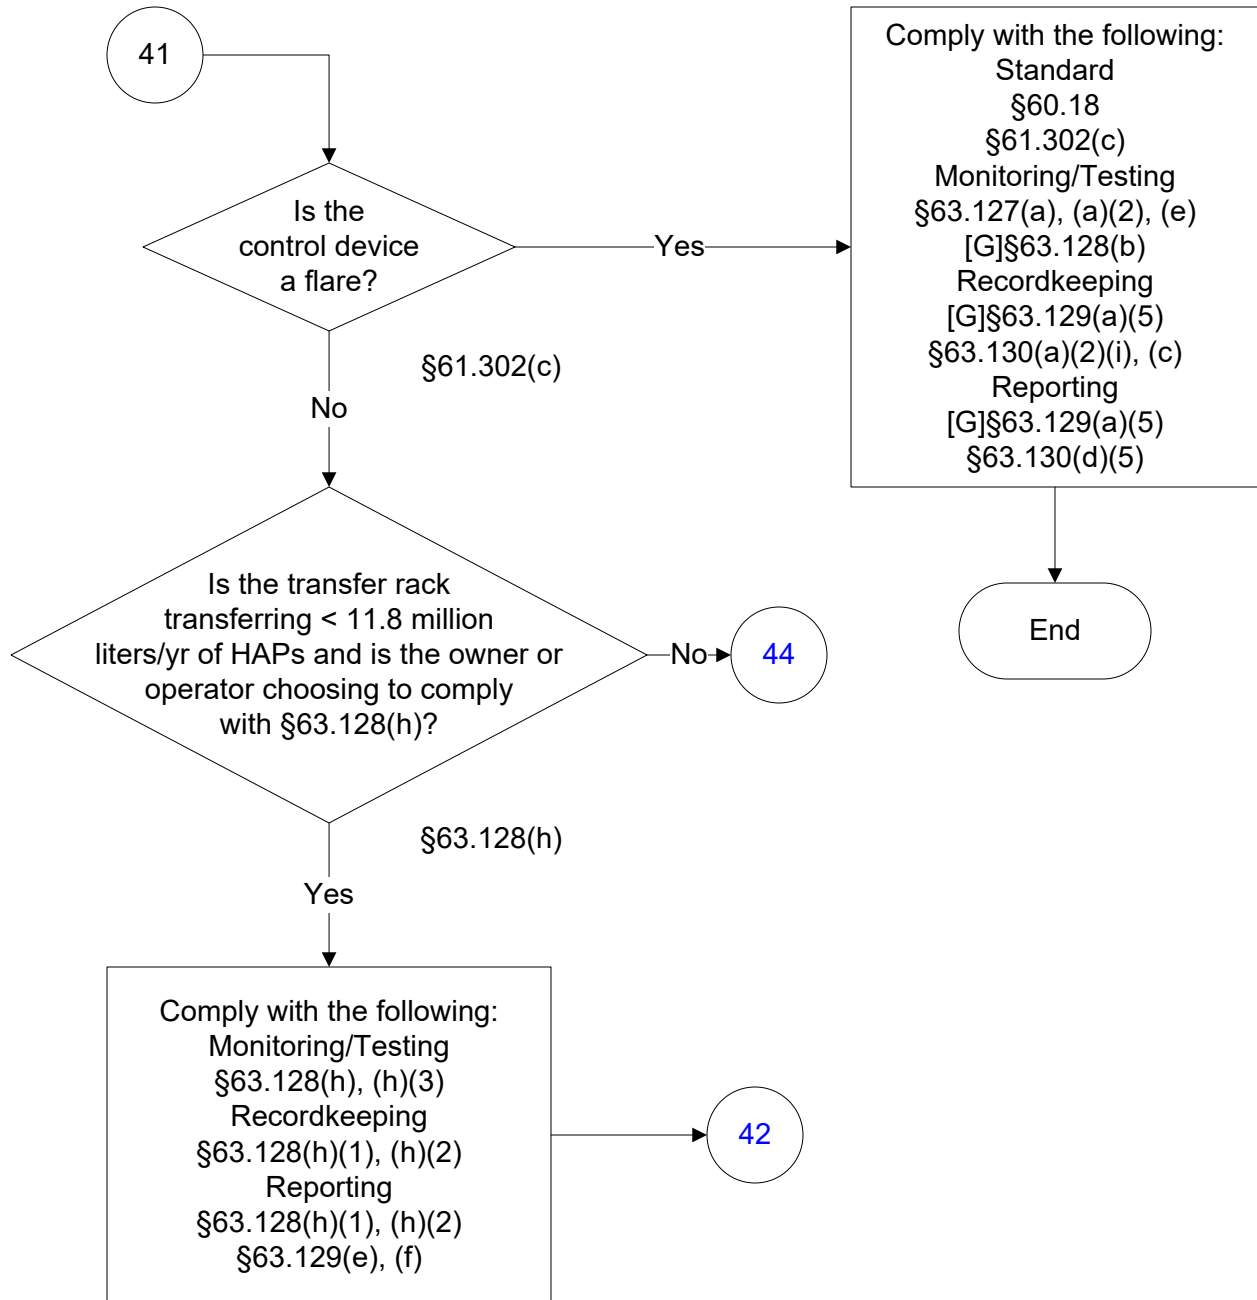 41
Is the
control device
a flare?
Yes
Comply with the following:
Standard
§60.18
§61.302(c)
Monitoring/Testing
§63.127(a), (a)(2), (e)
[G]§63.128(b)
Recordkeeping
[G]§63.129(a)(5)
§63.130(a)(2)(i), (c)
Reporting
[G]§63.129(a)(5)
§63.130(d)(5)
End
§61.302(c)
No
Is the transfer rack
transferring < 11.8 million
liters/yr of HAPs and is the owner or
operator choosing to comply
with §63.128(h)?
No
44
§63.128(h)
Yes
Comply with the following:
Monitoring/Testing
§63.128(h), (h)(3)
Recordkeeping
§63.128(h)(1), (h)(2)
Reporting
§63.128(h)(1), (h)(2)
§63.129(e), (f)
42